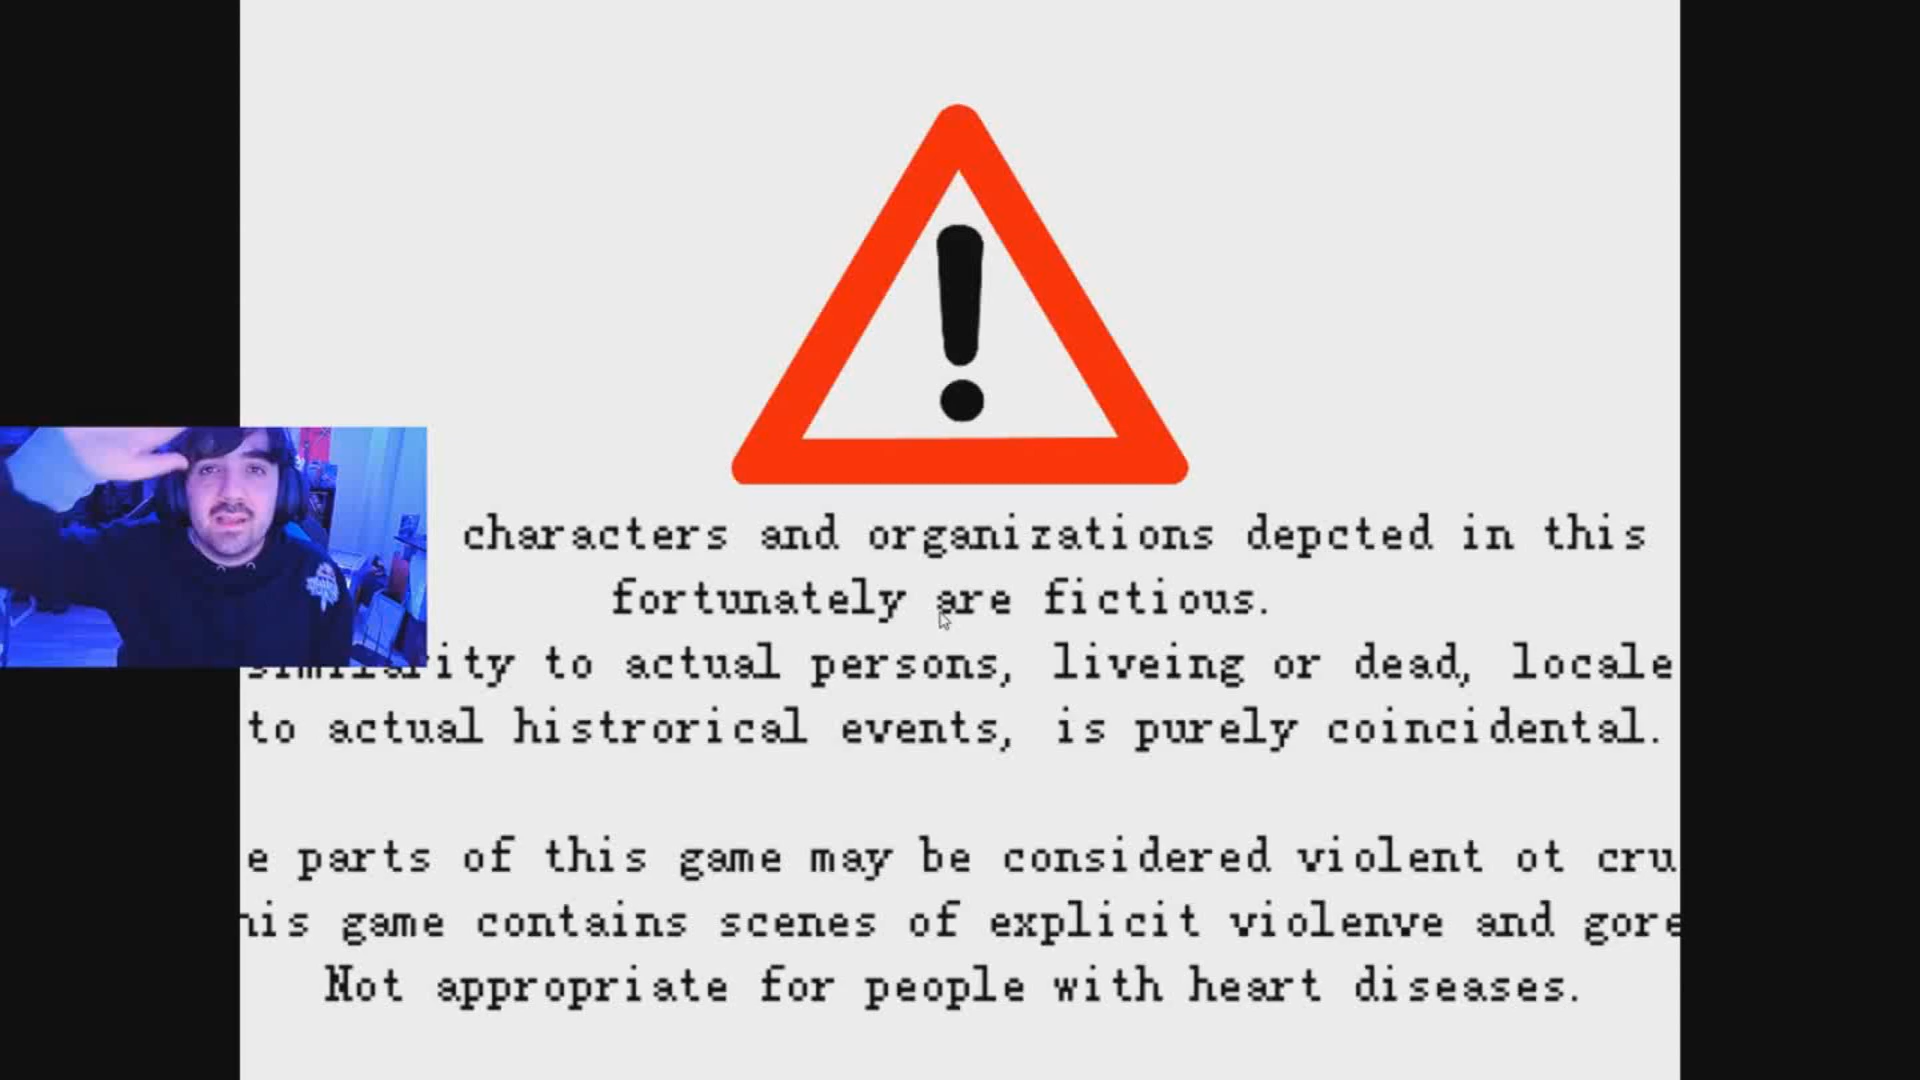 characters and organizations depcted in this
fortunately are fictious.
similarity to actual persons, liveing or dead, locale
to actual histrorical events, is purely coincidental.
e parts of this game may be considered violent ot cru
his game contains scenes of explicit violenve and gore
Not appropriate for people with heart diseases.